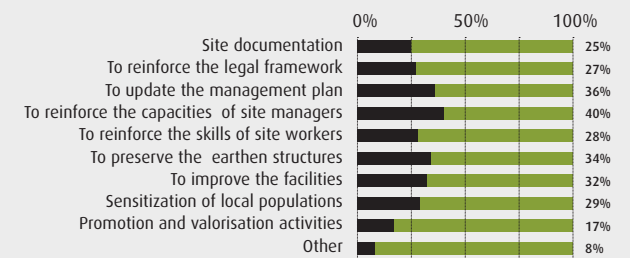 0% 50% 100%
Site documentation 25%
To reinforce the legal framework 27%
To update the management plan 36%
To reinforce the capacities of site managers 40%
To reinforce the skills of site workers 28%
To preserve the earthen structures 34%
To improve the facilities 32%
Sensitization of local populations 29%
Promotion and valorisation activities 17%
Other 8%